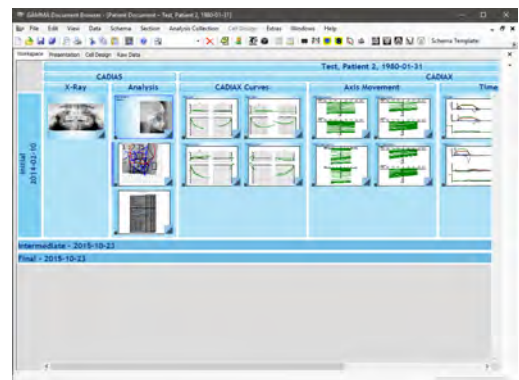 GAMMA Document Browser - [Patient Document - Test, Patient 2, 1980-01-31]
File Edit View Data Schema Section Analysis Collection Cell Design Extras Windows Help
Schema Template:
Workspace Presentation Cell Design Raw Data
Test, Patient 2, 1980-01-31
CADIAS CADIAX
X-Ray Analysis CADIAX Curves Axis Movement Time
Initial
2014-02-10
Intermediate - 2015-10-23
Final - 2015-10-23